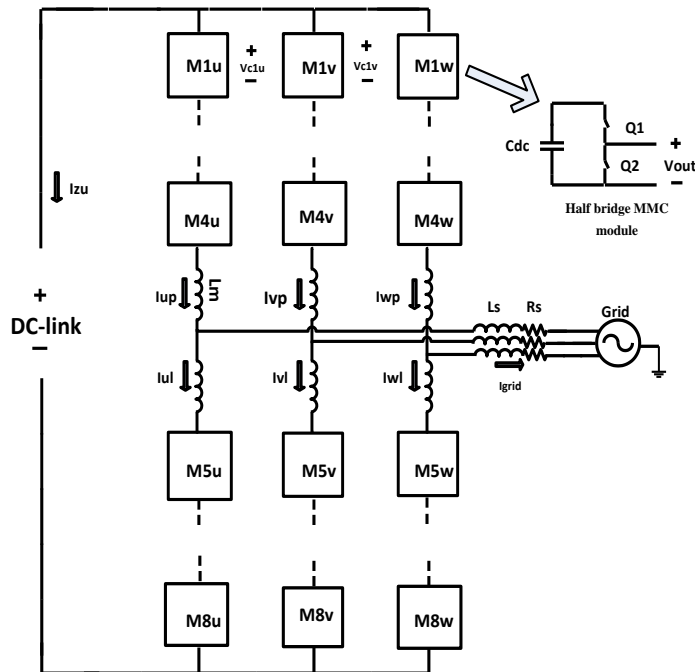 M1u
+
Vc1u
−
M1v
+
Vc1v
−
M1w
Cdc
Q1
Q2
+
Vout
−
Half bridge MMC
module
Izu
M4u
M4v
M4w
+
DC-link
−
Iup
Lm
Ivp
Iwp
Ls
Rs
Grid
Iul
Ivl
Iwl
Igrid
M5u
M5v
M5w
M8u
M8v
M8w